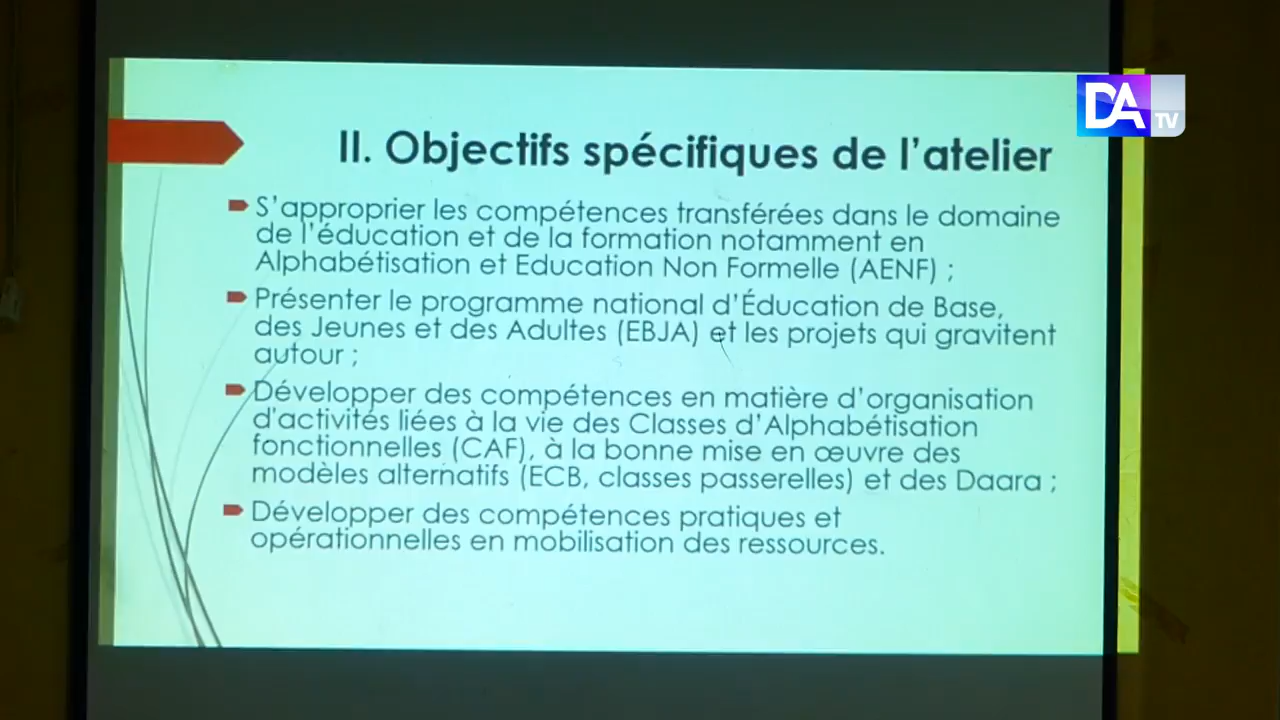 DA TV
II. Objectifs spécifiques de l'atelier
S'approprier les compétences transférées dans le domaine
de l'éducation et de la formation notamment en
Alphabétisation et Education Non Formelle (AENF) ;
Présenter le programme national d'Éducation de Base,
des Jeunes et des Adultes (EBJA) et les projets qui gravitent
autour ;
Développer des compétences en matière d'organisation
d'activités liées à la vie des Classes d'Alphabétisation
fonctionnelles (CAF), à la bonne mise en œuvre des
modèles alternatifs (ECB, classes passerelles) et des Daara ;
Développer des compétences pratiques et
opérationnelles en mobilisation des ressources.